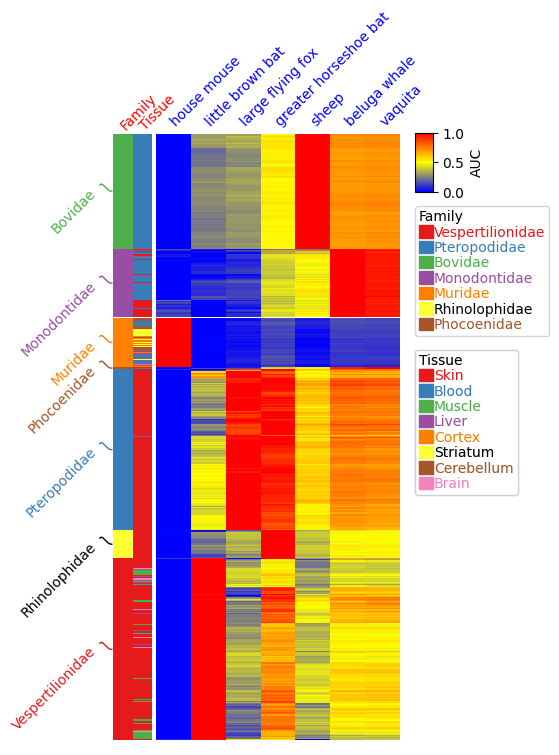 Family
Tissue
house mouse
little brown bat
large flying fox
greater horseshoe bat
sheep
beluga whale
vaquita
1.0
0.5
0.0
AUC
Bovidae
Monodontidae
Muridae
Phocoenidae
Pteropodidae
Rhinolophidae
Vespertilionidae
Family
Vespertilionidae
Pteropodidae
Bovidae
Monodontidae
Muridae
Rhinolophidae
Phocoenidae
Tissue
Skin
Blood
Muscle
Liver
Cortex
Striatum
Cerebellum
Brain